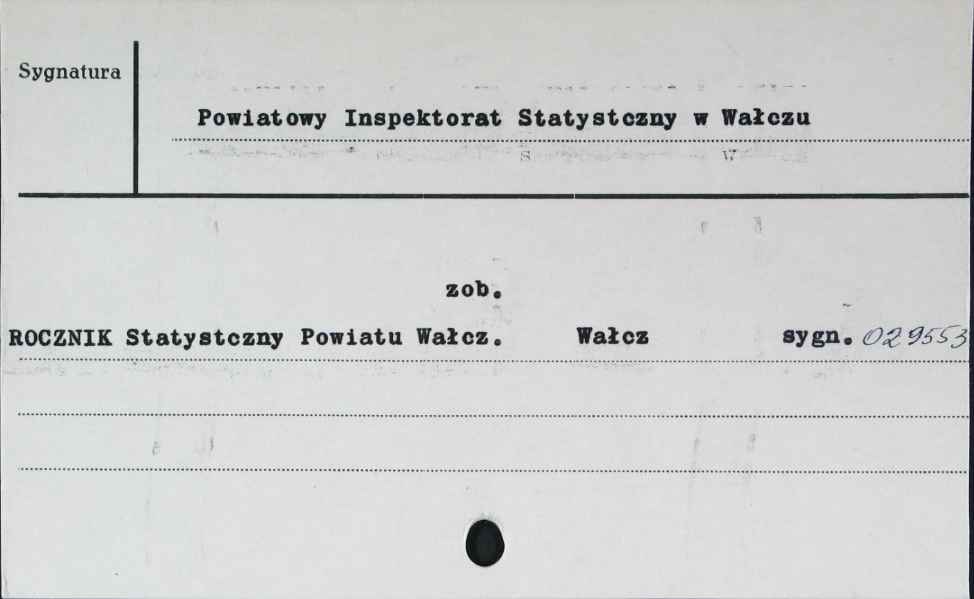 Sygnatura
Powiatowy Inspektorat Statystczny w Wałczu
zob.
ROCZNIK Statystczny Powiatu Wałcz. Wałcz sygn. 029553